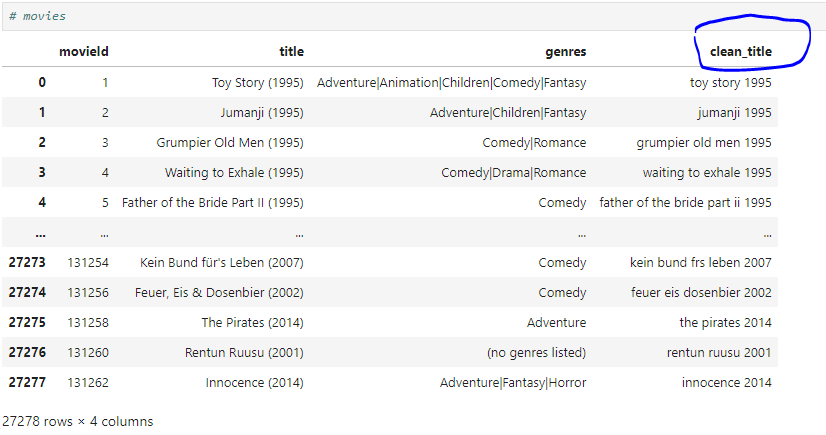 # movies
movieId title genres clean_title
0 1 Toy Story (1995) Adventure|Animation|Children|Comedy|Fantasy toy story 1995
1 2 Jumanji (1995) Adventure|Children|Fantasy jumanji 1995
2 3 Grumpier Old Men (1995) Comedy|Romance grumpier old men 1995
3 4 Waiting to Exhale (1995) Comedy|Drama|Romance waiting to exhale 1995
4 5 Father of the Bride Part II (1995) Comedy father of the bride part ii 1995
... ... ... ... ...
27273 131254 Kein Bund für's Leben (2007) Comedy kein bund frs leben 2007
27274 131256 Feuer, Eis & Dosenbier (2002) Comedy feuer eis dosenbier 2002
27275 131258 The Pirates (2014) Adventure the pirates 2014
27276 131260 Rentun Ruusu (2001) (no genres listed) rentun ruusu 2001
27277 131262 Innocence (2014) Adventure|Fantasy|Horror innocence 2014
27278 rows × 4 columns